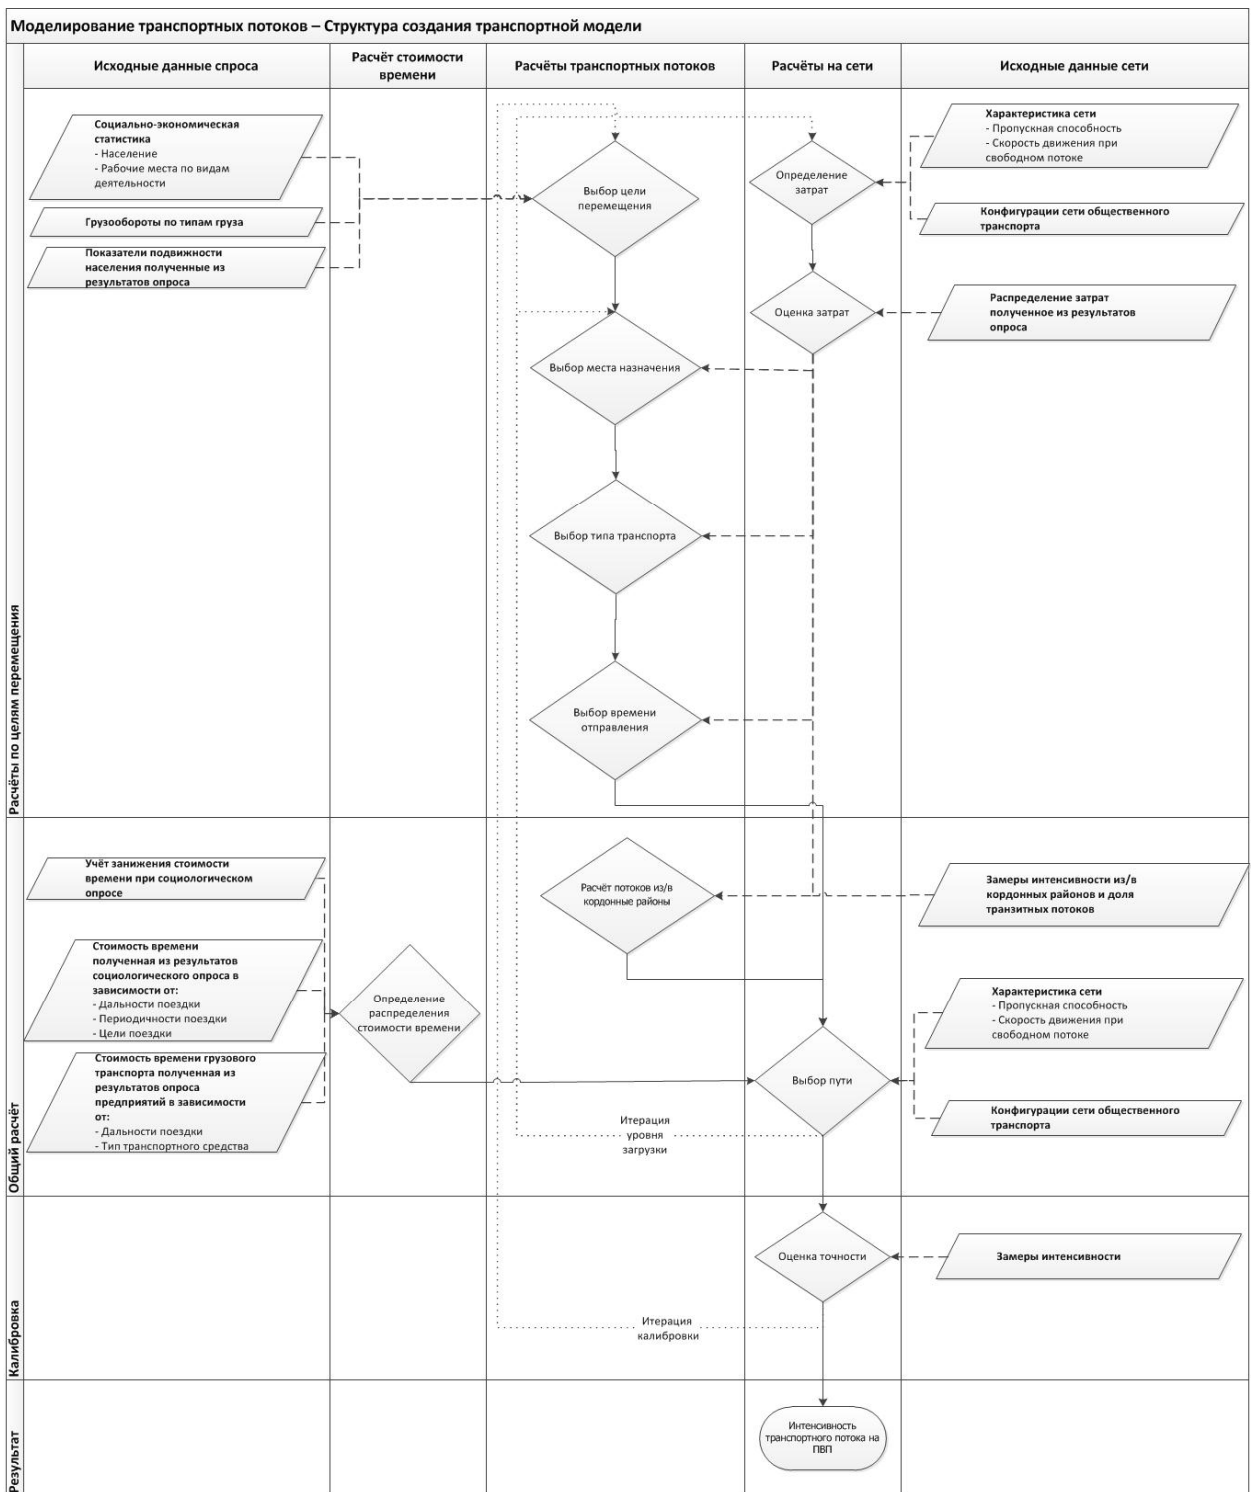 Моделирование транспортных потоков – Структура создания транспортной модели
Исходные данные спроса
Расчёт стоимости
времени
Расчёты транспортных потоков
Расчёты на сети
Исходные данные сети
Расчёты по целям перемещения
Социально-экономическая
статистика
- Население
- Рабочие места по видам
деятельности
Грузообороты по типам груза
Показатели подвижности
населения полученные из
результатов опроса
Выбор цели
перемещения
Определение
затрат
Характеристика сети
- Пропускная способность
- Скорость движения при
свободном потоке
Конфигурации сети общественного
транспорта
Оценка затрат
Распределение затрат
полученное из результатов
опроса
Выбор места назначения
Выбор типа транспорта
Выбор времени
отправления
Общий расчёт
Учёт занижения стоимости
времени при социологическом
опросе
Стоимость времени
полученная из результатов
социологического опроса в
зависимости от:
- Дальности поездки
- Периодичности поездки
- Цели поездки
Стоимость времени грузового
транспорта полученная из
результатов опроса
предприятий в зависимости
от:
- Дальности поездки
- Тип транспортного средства
Определение
распределения
стоимости времени
Расчёт потоков из/в
кордонные районы
Замеры интенсивности из/в
кордонных районов и доля
транзитных потоков
Характеристика сети
- Пропускная способность
- Скорость движения при
свободном потоке
Выбор пути
Конфигурации сети общественного
транспорта
Итерация
уровня
загрузки
Калибровка
Оценка точности
Замеры интенсивности
Итерация
калибровки
Результат
Интенсивность
транспортного потока на
ПВП